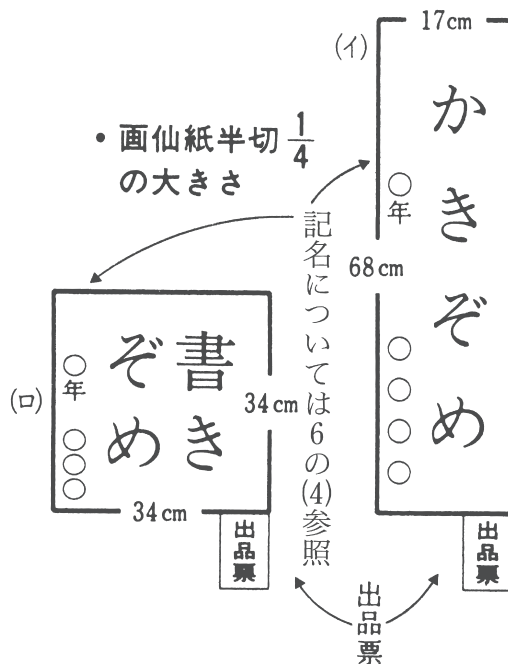 17cm
(イ)
かきぞめ
○年
○○○○
68cm
・画仙紙半切1/4
の大きさ
記名については6の(4)参照
(ロ)
書き
ぞめ
○年
○○○
34cm
34cm
出品票
出品票
出品票